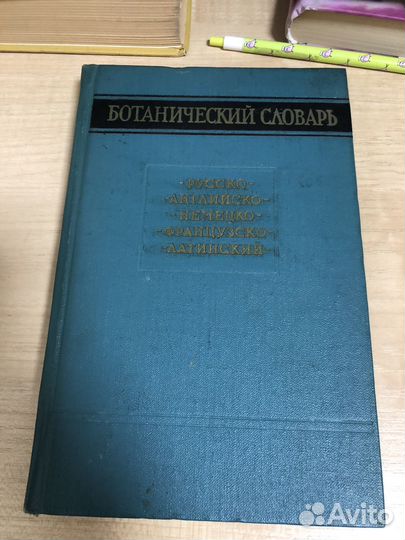 БОТАНИЧЕСКИЙ СЛОВАРЬ
РУССКО-
АНГЛИЙСКО-
НЕМЕЦКО-
ФРАНЦУЗСКО-
ЛАТИНСКИЙ
Avito